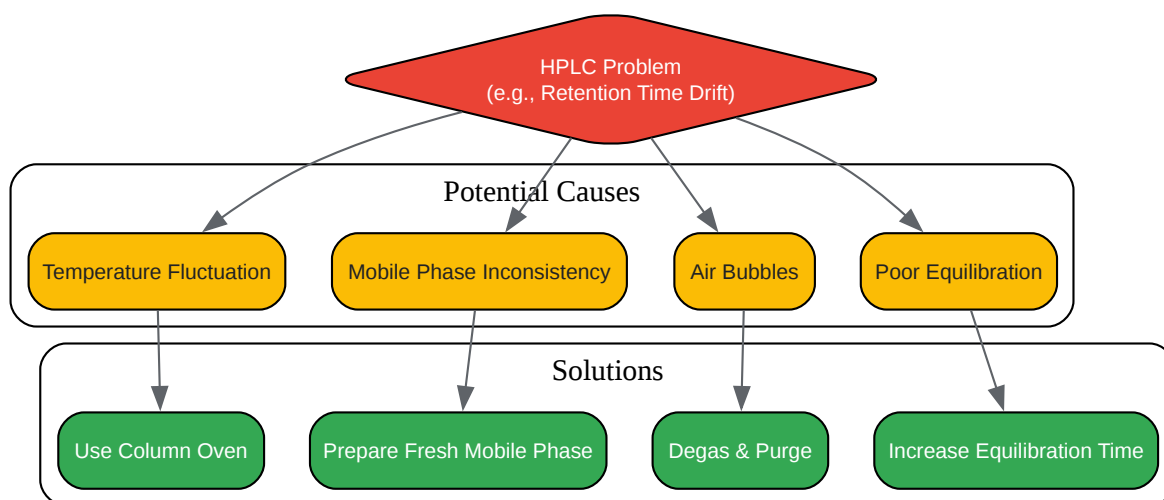 HPLC Problem
(e.g., Retention Time Drift)
Potential Causes
Temperature Fluctuation
Mobile Phase Inconsistency
Air Bubbles
Poor Equilibration
Solutions
Use Column Oven
Prepare Fresh Mobile Phase
Degas & Purge
Increase Equilibration Time